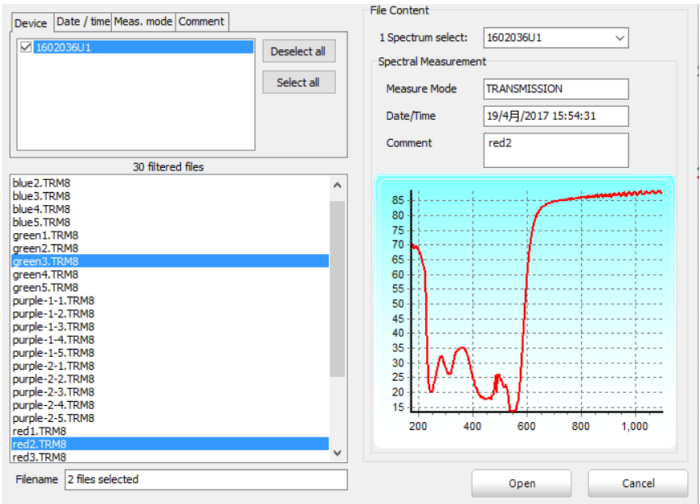 Device
Date / time
Meas. mode
Comment
1602036U1
Deselect all
Select all
30 filtered files
blue2.TRM8
blue3.TRM8
blue4.TRM8
blue5.TRM8
green1.TRM8
green2.TRM8
green3.TRM8
green4.TRM8
green5.TRM8
purple-1-1.TRM8
purple-1-2.TRM8
purple-1-3.TRM8
purple-1-4.TRM8
purple-1-5.TRM8
purple-2-1.TRM8
purple-2-2.TRM8
purple-2-3.TRM8
purple-2-4.TRM8
purple-2-5.TRM8
red1.TRM8
red2.TRM8
red3.TRM8
Filename 2 files selected
File Content
1 Spectrum select: 1602036U1
Spectral Measurement
Measure Mode TRANSMISSION
Date/Time 19/4月/2017 15:54:31
Comment red2
85
80
75
70
65
60
55
50
45
40
35
30
25
20
15
200 400 600 800 1,000
Open
Cancel